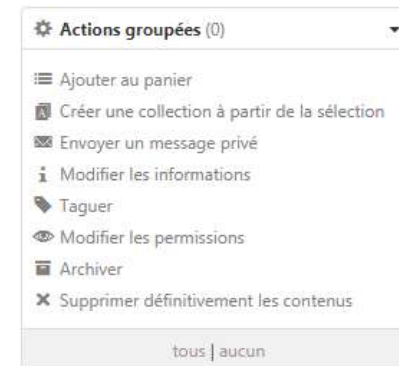 Actions groupées (0)
Ajouter au panier
Créer une collection à partir de la sélection
Envoyer un message privé
Modifier les informations
Taguer
Modifier les permissions
Archiver
Supprimer définitivement les contenus
tous | aucun